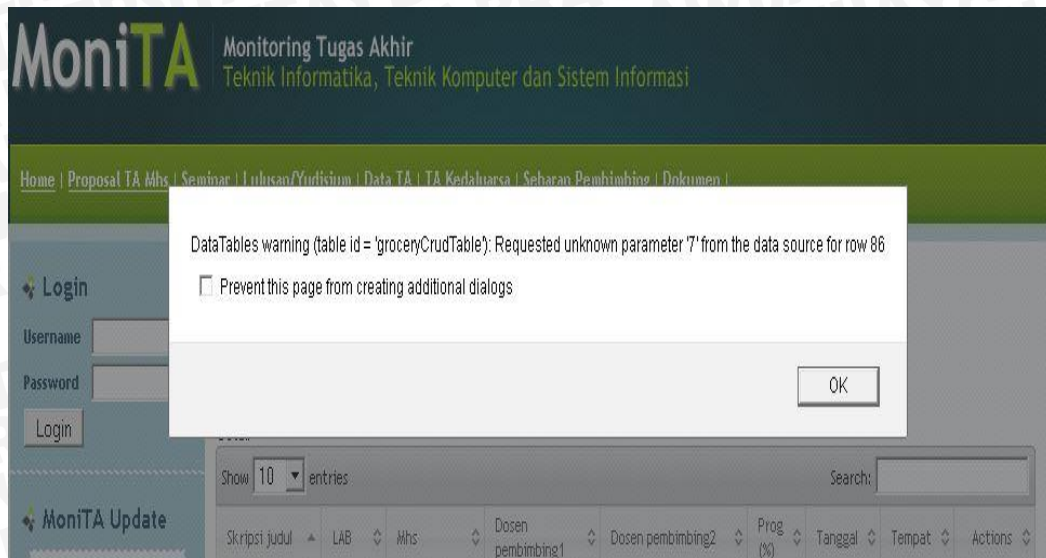 MoniTA
Monitoring Tugas Akhir
Teknik Informatika, Teknik Komputer dan Sistem Informasi
Home | Proposal TA Mhs | Seminar | Lulusan/Yudisium | Data TA | TA Kedaluarsa | Sebaran Pembimbing | Dokumen |
DataTables warning (table id = 'groceryCrudTable'): Requested unknown parameter '7' from the data source for row 86
Prevent this page from creating additional dialogs
OK
Login
Username
Password
Login
MoniTA Update
Show 10 entries
Search:
Skripsi judul LAB Mhs Dosen pembimbing1 Dosen pembimbing2 Prog (%) Tanggal Tempat Actions